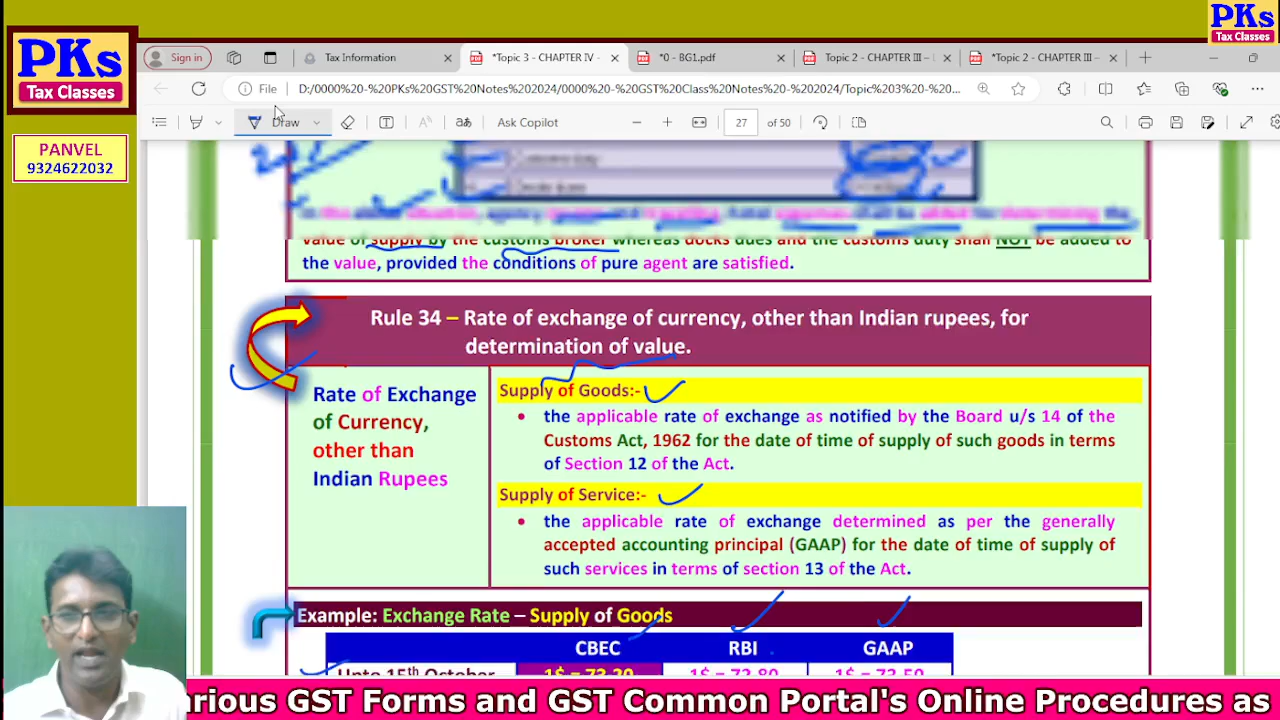 PKs
Tax Classes
PKs
Tax Classes
PANVEL
9324622032
Sign in
Tax Information
*Topic 3 - CHAPTER IV -
*0 - BG1.pdf
Topic 2 - CHAPTER III – L
*Topic 2 - CHAPTER III –
File
D:/0000%20-%20PKs%20GST%20Notes%202024/0000%20-%20GST%20Class%20Notes%202024/Topic%203%20-%20...
Draw
Ask Copilot
27 of 50
value of supply by the customs broker whereas docks dues and the customs duty shall NOT be added to
the value, provided the conditions of pure agent are satisfied.
Rule 34 – Rate of exchange of currency, other than Indian rupees, for
determination of value.
Rate of Exchange
of Currency,
other than
Indian Rupees
Supply of Goods:-
• the applicable rate of exchange as notified by the Board u/s 14 of the
Customs Act, 1962 for the date of time of supply of such goods in terms
of Section 12 of the Act.
Supply of Service:-
• the applicable rate of exchange determined as per the generally
accepted accounting principal (GAAP) for the date of time of supply of
such services in terms of section 13 of the Act.
Example: Exchange Rate – Supply of Goods
CBEC RBI GAAP
Upto 15th October
arious GST Forms and GST Common Portal's Online Procedures as